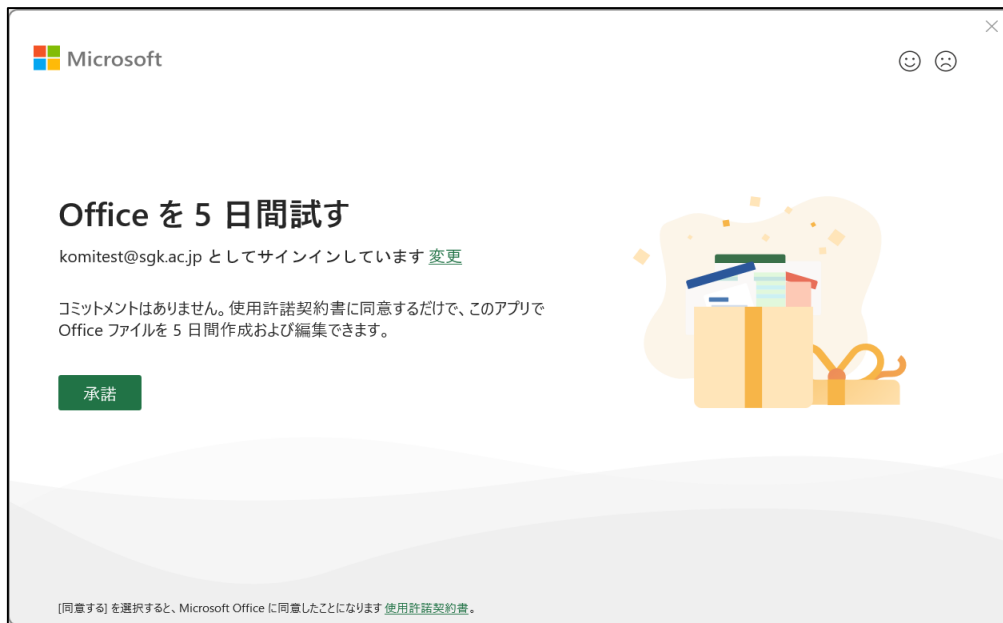 Microsoft
Office を 5 日間試す
komitest@sgk.ac.jp としてサインインしています 変更
コミットメントはありません。使用許諾契約書に同意するだけで、このアプリで
Office ファイルを 5 日間作成および編集できます。
承諾
[同意する] を選択すると、Microsoft Office に同意したことになります 使用許諾契約書。